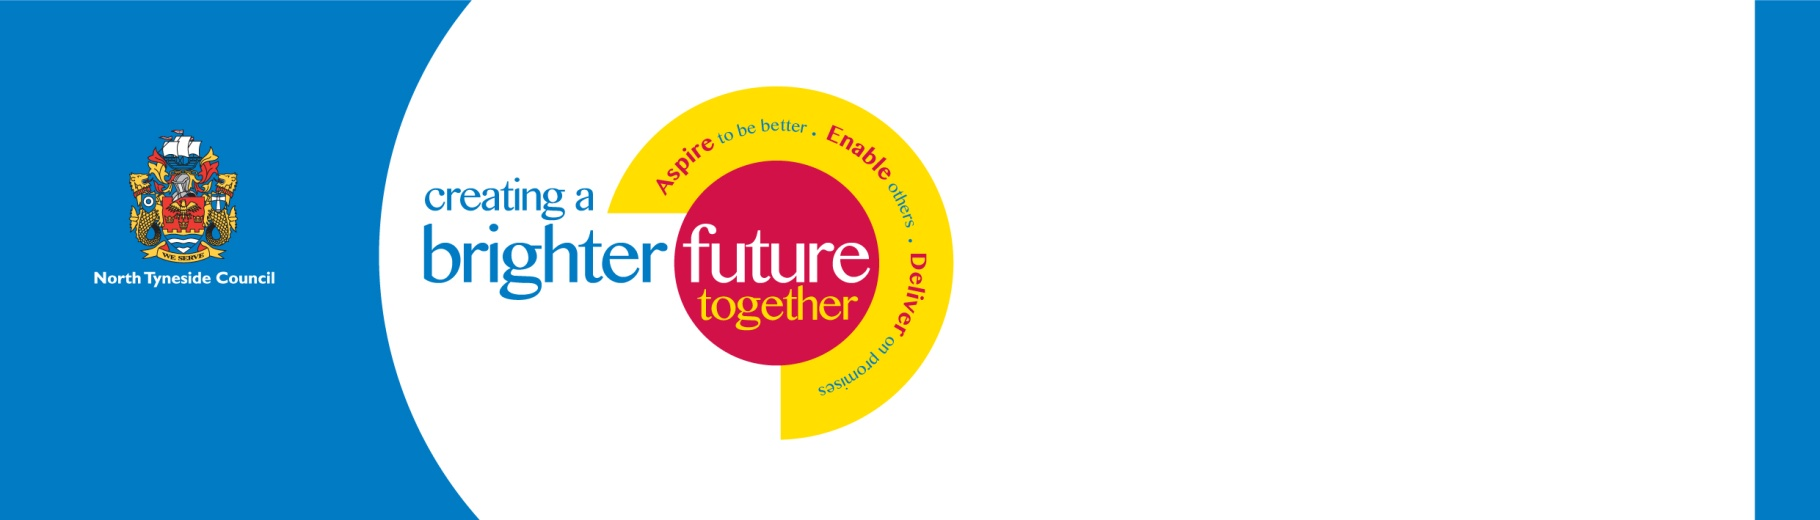 WE SERVE
North Tyneside Council
creating a
brighter future
together
Aspire to be better . Enable others . Deliver on promises